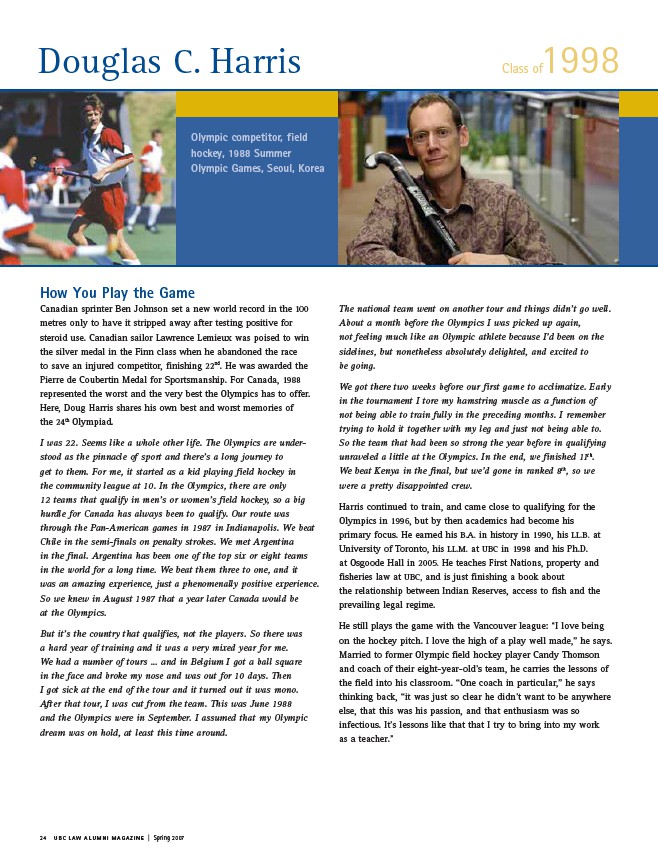 Douglas C. Harris
Class of 1998
Olympic competitor, field
hockey, 1988 Summer
Olympic Games, Seoul, Korea
How You Play the Game
Canadian sprinter Ben Johnson set a new world record in the 100
metres only to have it stripped away after testing positive for
steroid use. Canadian sailor Lawrence Lemieux was poised to win
the silver medal in the Finn class when he abandoned the race
to save an injured competitor, finishing 22nd. He was awarded the
Pierre de Coubertin Medal for Sportsmanship. For Canada, 1988
represented the worst and the very best the Olympics has to offer.
Here, Doug Harris shares his own best and worst memories of
the 24th Olympiad.
I was 22. Seems like a whole other life. The Olympics are under-
stood as the pinnacle of sport and there's a long journey to
get to them. For me, it started as a kid playing field hockey in
the community league at 10. In the Olympics, there are only
12 teams that qualify in men's or women's field hockey, so a big
hurdle for Canada has always been to qualify. Our route was
through the Pan-American games in 1987 in Indianapolis. We beat
Chile in the semi-finals on penalty strokes. We met Argentina
in the final. Argentina has been one of the top six or eight teams
in the world for a long time. We beat them three to one, and it
was an amazing experience, just a phenomenally positive experience.
So we knew in August 1987 that a year later Canada would be
at the Olympics.
But it's the country that qualifies, not the players. So there was
a hard year of training and it was a very mixed year for me.
We had a number of tours ... and in Belgium I got a ball square
in the face and broke my nose and was out for 10 days. Then
I got sick at the end of the tour and it turned out it was mono.
After that tour, I was cut from the team. This was June 1988
and the Olympics were in September. I assumed that my Olympic
dream was on hold, at least this time around.
The national team went on another tour and things didn't go well.
About a month before the Olympics I was picked up again,
not feeling much like an Olympic athlete because I'd been on the
sidelines, but nonetheless absolutely delighted, and excited to
be going.
We got there two weeks before our first game to acclimatize. Early
in the tournament I tore my hamstring muscle as a function of
not being able to train fully in the preceding months. I remember
trying to hold it together with my leg and just not being able to.
So the team that had been so strong the year before in qualifying
unraveled a little at the Olympics. In the end, we finished 11th.
We beat Kenya in the final, but we'd gone in ranked 8th, so we
were a pretty disappointed crew.
Harris continued to train, and came close to qualifying for the
Olympics in 1996, but by then academics had become his
primary focus. He earned his B.A. in history in 1990, his LL.B. at
University of Toronto, his LL.M. at UBC in 1998 and his Ph.D.
at Osgoode Hall in 2005. He teaches First Nations, property and
fisheries law at UBC, and is just finishing a book about
the relationship between Indian Reserves, access to fish and the
prevailing legal regime.
He still plays the game with the Vancouver league: "I love being
on the hockey pitch. I love the high of a play well made," he says.
Married to former Olympic field hockey player Candy Thomson
and coach of their eight-year-old's team, he carries the lessons of
the field into his classroom. "One coach in particular," he says
thinking back, "it was just so clear he didn't want to be anywhere
else, that this was his passion, and that enthusiasm was so
infectious. It's lessons like that that I try to bring into my work
as a teacher."
24 UBC LAW ALUMNI MAGAZINE | Spring 2007